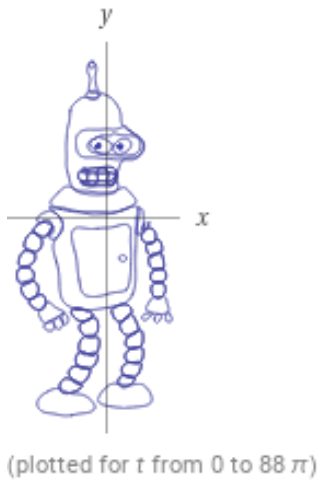 y
x
(plotted for t from 0 to 88 π)